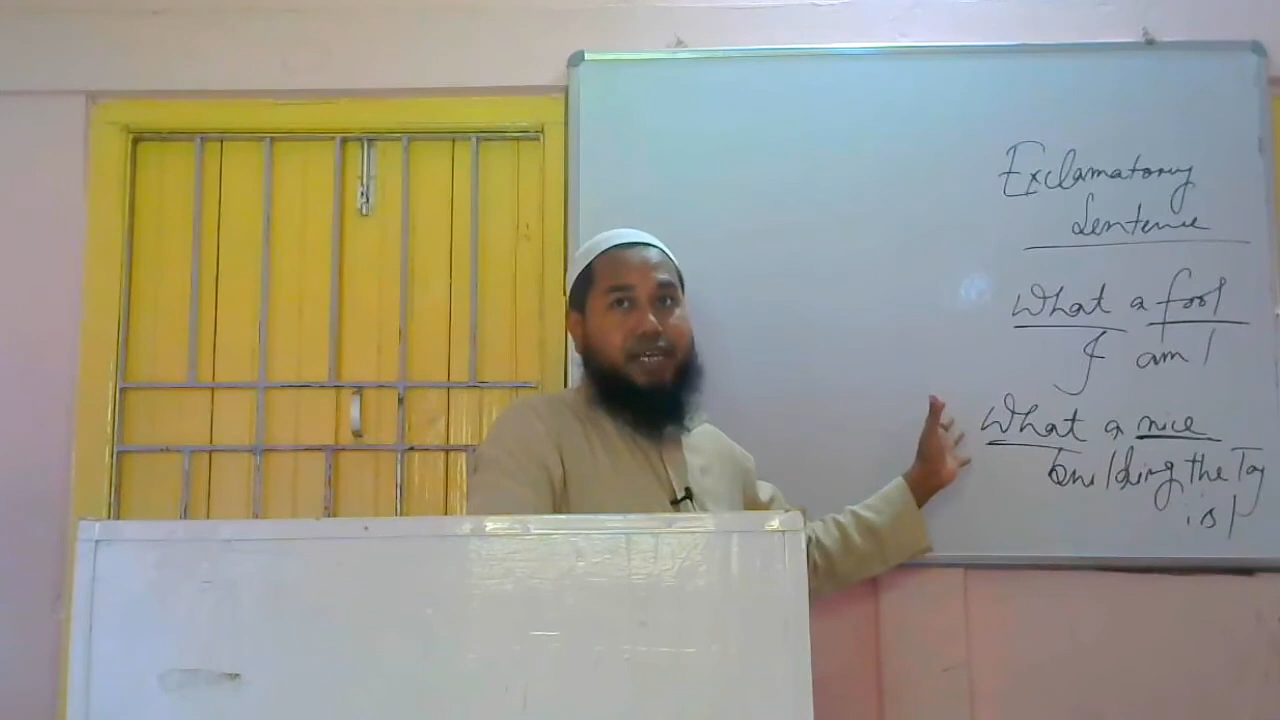 Exclamatory
Sentence
What a fool
I am!
What a nice
building the Taj
is!